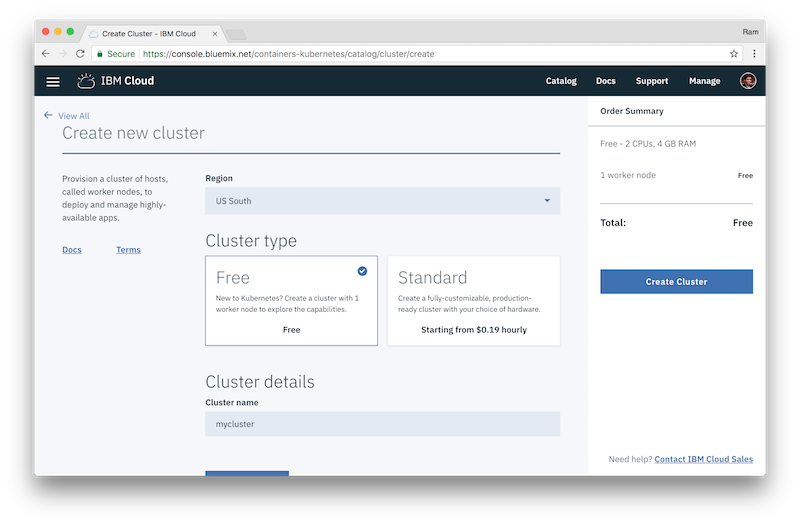 Create Cluster - IBM Cloud
Ram
Secure https://console.bluemix.net/containers-kubernetes/catalog/cluster/create
IBM Cloud
Catalog Docs Support Manage
View All
Create new cluster
Provision a cluster of hosts,
called worker nodes, to
deploy and manage highly-
available apps.
Docs Terms
Region
US South
Cluster type
Free
New to Kubernetes? Create a cluster with 1
worker node to explore the capabilities.
Free
Standard
Create a fully-customizable, production-
ready cluster with your choice of hardware.
Starting from $0.19 hourly
Cluster details
Cluster name
mycluster
Order Summary
Free - 2 CPUs, 4 GB RAM
1 worker node Free
Total: Free
Create Cluster
Need help? Contact IBM Cloud Sales